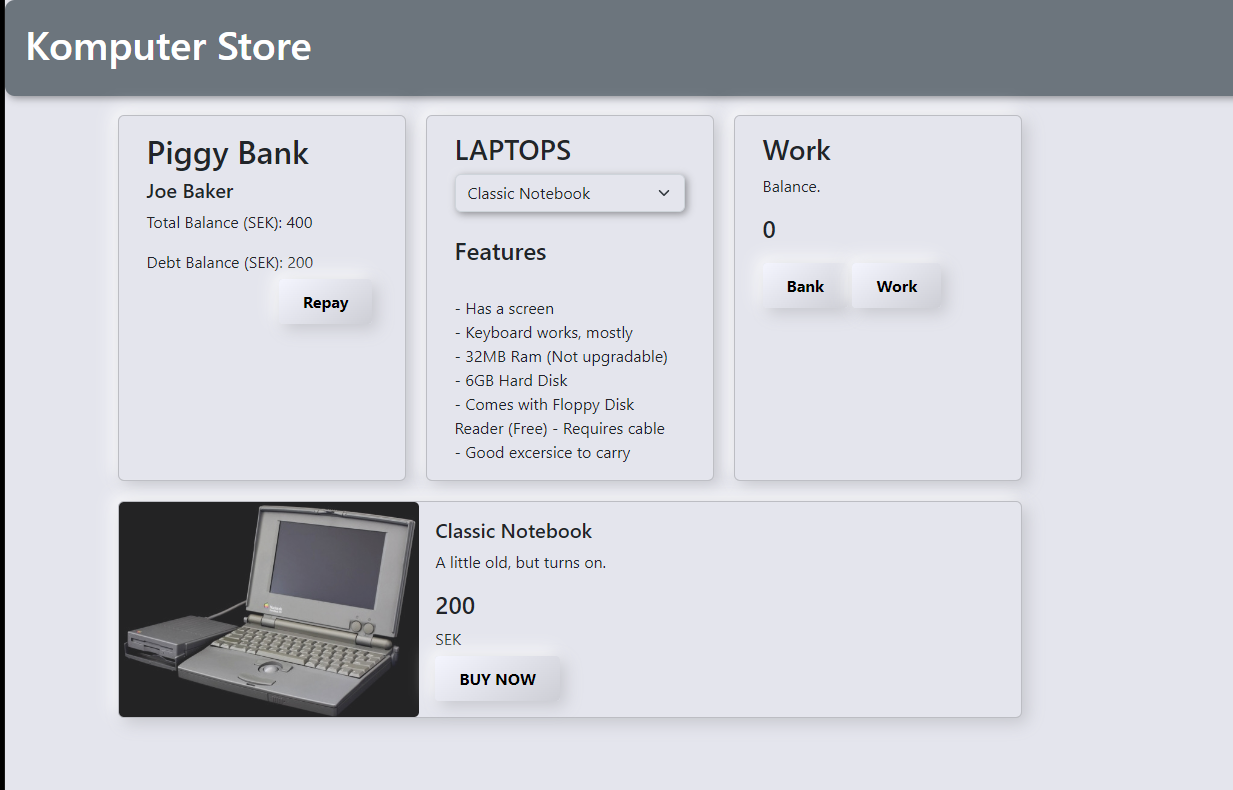 Komputer Store
Piggy Bank
Joe Baker
Total Balance (SEK): 400
Debt Balance (SEK): 200
Repay
LAPTOPS
Classic Notebook
Features
- Has a screen
- Keyboard works, mostly
- 32MB Ram (Not upgradable)
- 6GB Hard Disk
- Comes with Floppy Disk
Reader (Free) - Requires cable
- Good excersice to carry
Work
Balance.
0
Bank
Work
Classic Notebook
A little old, but turns on.
200
SEK
BUY NOW